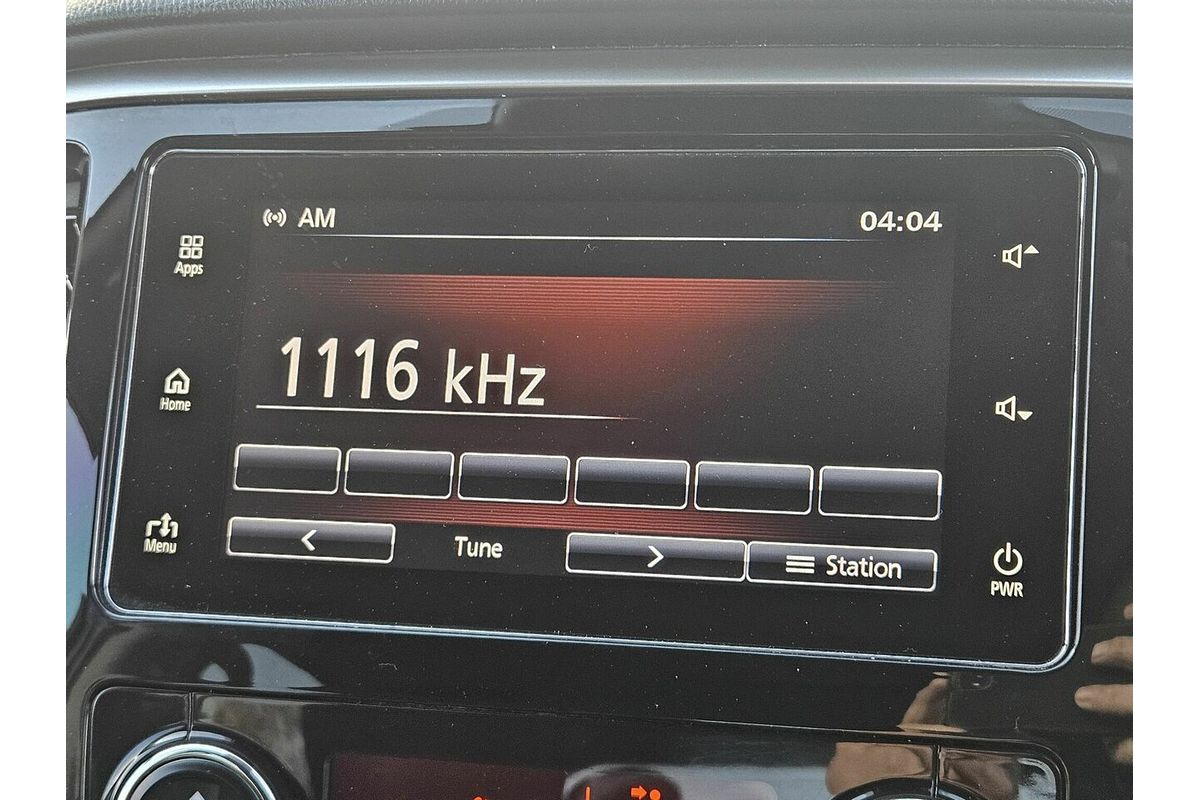 AM 04:04
Apps
1116 kHz
Home
Menu
Tune
Station
PWR